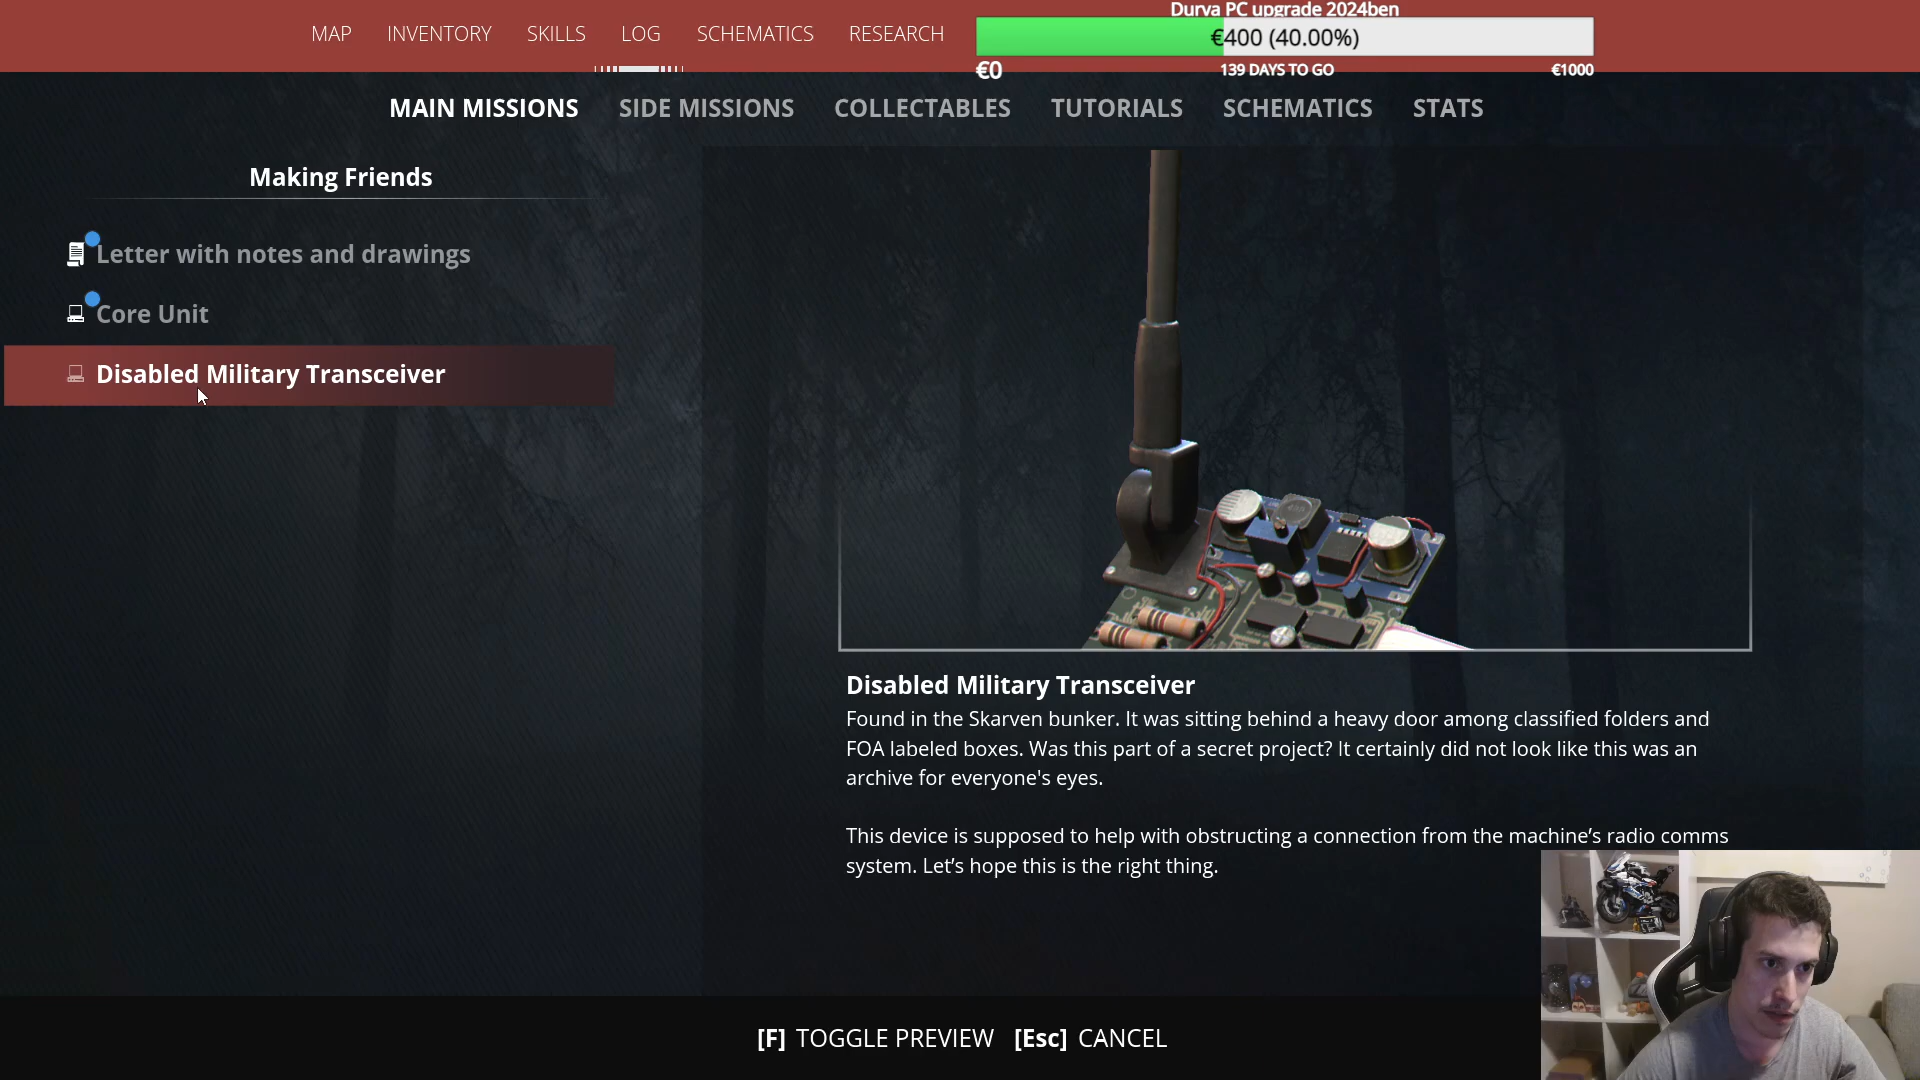 Durva PC upgrade 2024ben
MAP INVENTORY SKILLS LOG SCHEMATICS RESEARCH
€400 (40.00%)
€0 139 DAYS TO GO €1000
MAIN MISSIONS SIDE MISSIONS COLLECTABLES TUTORIALS SCHEMATICS STATS
Making Friends
Letter with notes and drawings
Core Unit
Disabled Military Transceiver
Disabled Military Transceiver
Found in the Skarven bunker. It was sitting behind a heavy door among classified folders and
FOA labeled boxes. Was this part of a secret project? It certainly did not look like this was an
archive for everyone's eyes.
This device is supposed to help with obstructing a connection from the machine’s radio comms
system. Let’s hope this is the right thing.
[F] TOGGLE PREVIEW [Esc] CANCEL